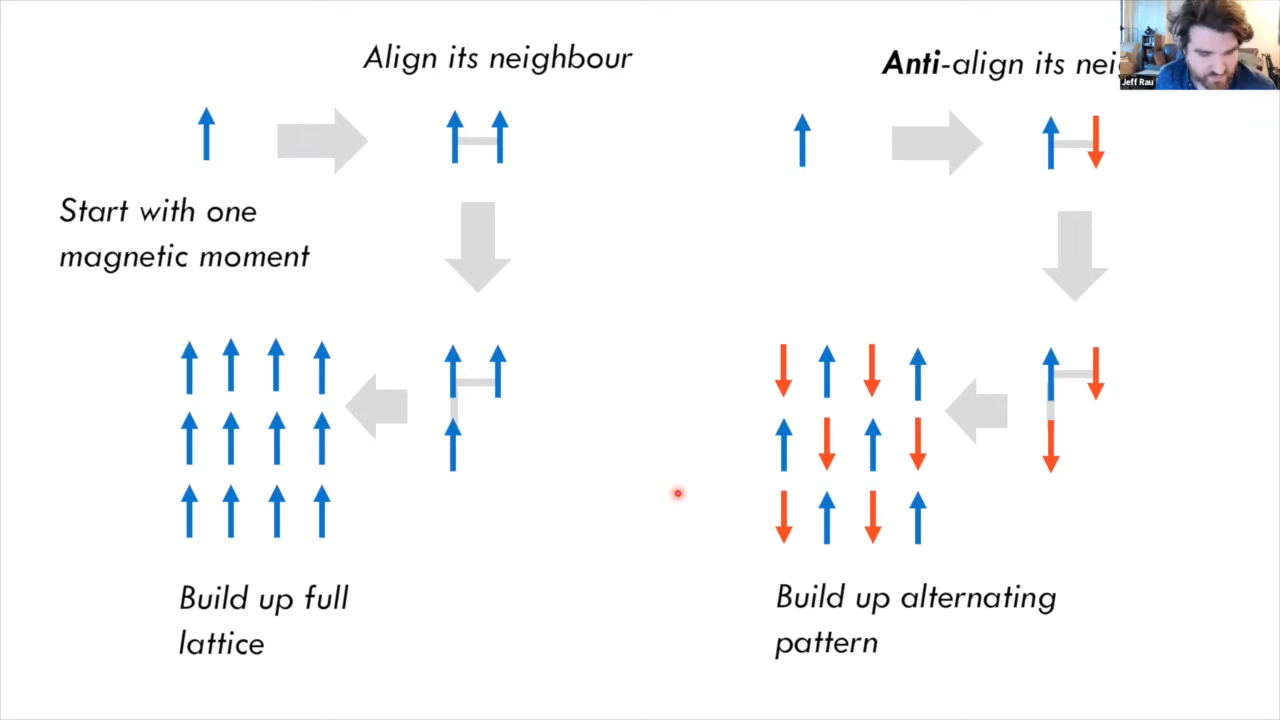 Align its neighbour
Anti-align its
Jeff Rau
Start with one
magnetic moment
Build up full
lattice
Build up alternating
pattern